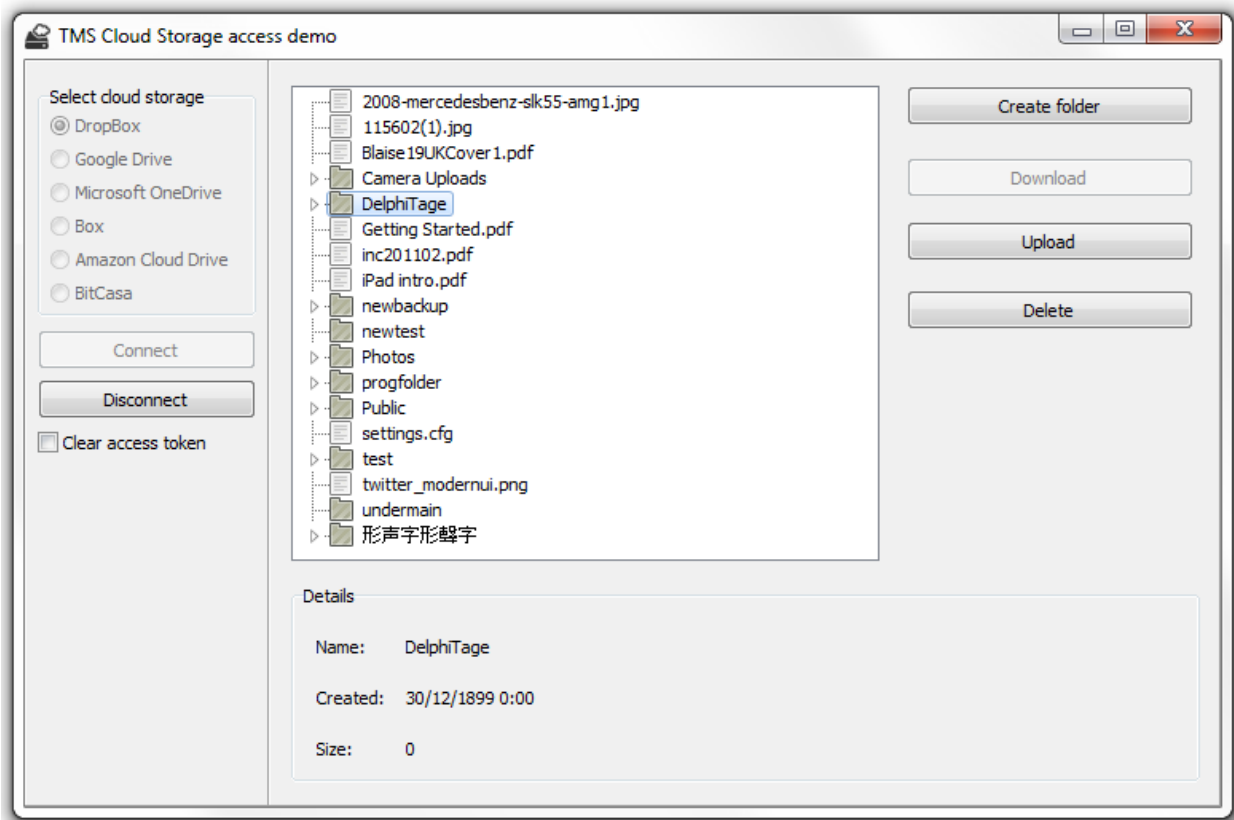 TMS Cloud Storage access demo
Select cloud storage
DropBox
Google Drive
Microsoft OneDrive
Box
Amazon Cloud Drive
BitCasa
Connect
Disconnect
Clear access token
2008-mercedesbenz-slk55-amg1.jpg
115602(1).jpg
Blaise19UKCover1.pdf
Camera Uploads
DelphiTage
Getting Started.pdf
inc201102.pdf
iPad intro.pdf
newbackup
newtest
Photos
progfolder
Public
settings.cfg
test
twitter_modernui.png
undermain
形声字形聲字
Create folder
Download
Upload
Delete
Details
Name: DelphiTage
Created: 30/12/1899 0:00
Size: 0